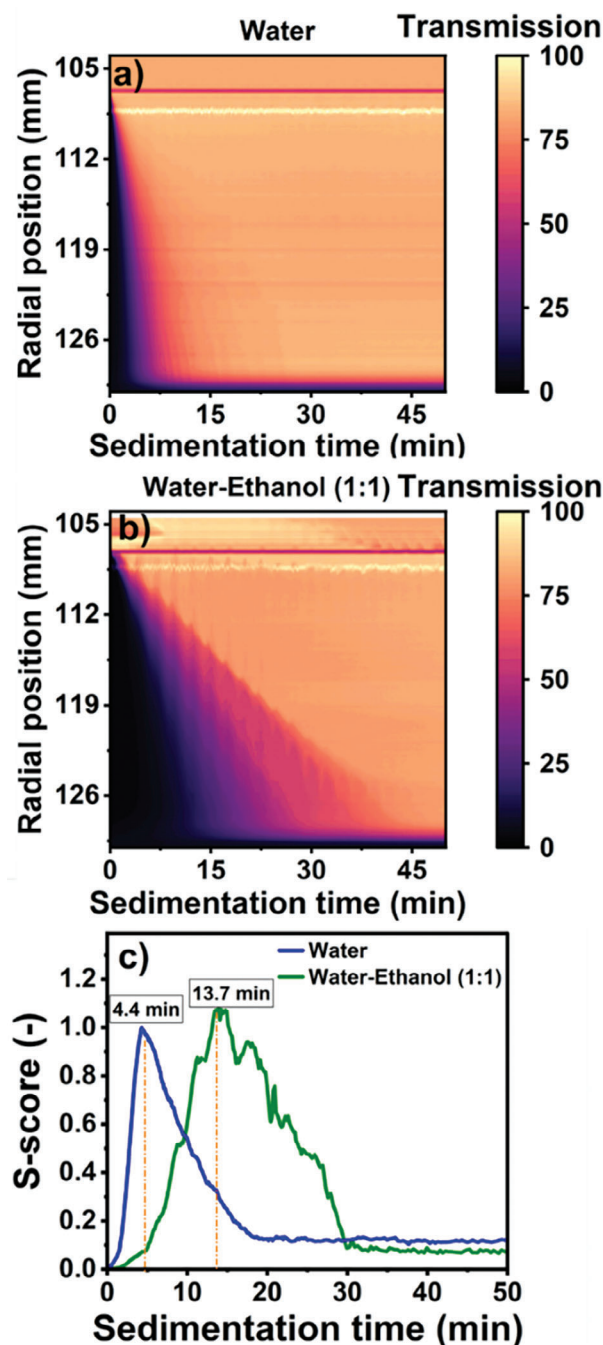 Water
Transmission
a)
105
112
119
126
Radial position (mm)
0
15
30
45
Sedimentation time (min)
100
75
50
25
0
Water-Ethanol (1:1)
Transmission
b)
105
112
119
126
Radial position (mm)
0
15
30
45
Sedimentation time (min)
100
75
50
25
0
c)
Water
Water-Ethanol (1:1)
4.4 min
13.7 min
1.2
1.0
0.8
0.6
0.4
0.2
0.0
S-score (-)
0
10
20
30
40
50
Sedimentation time (min)